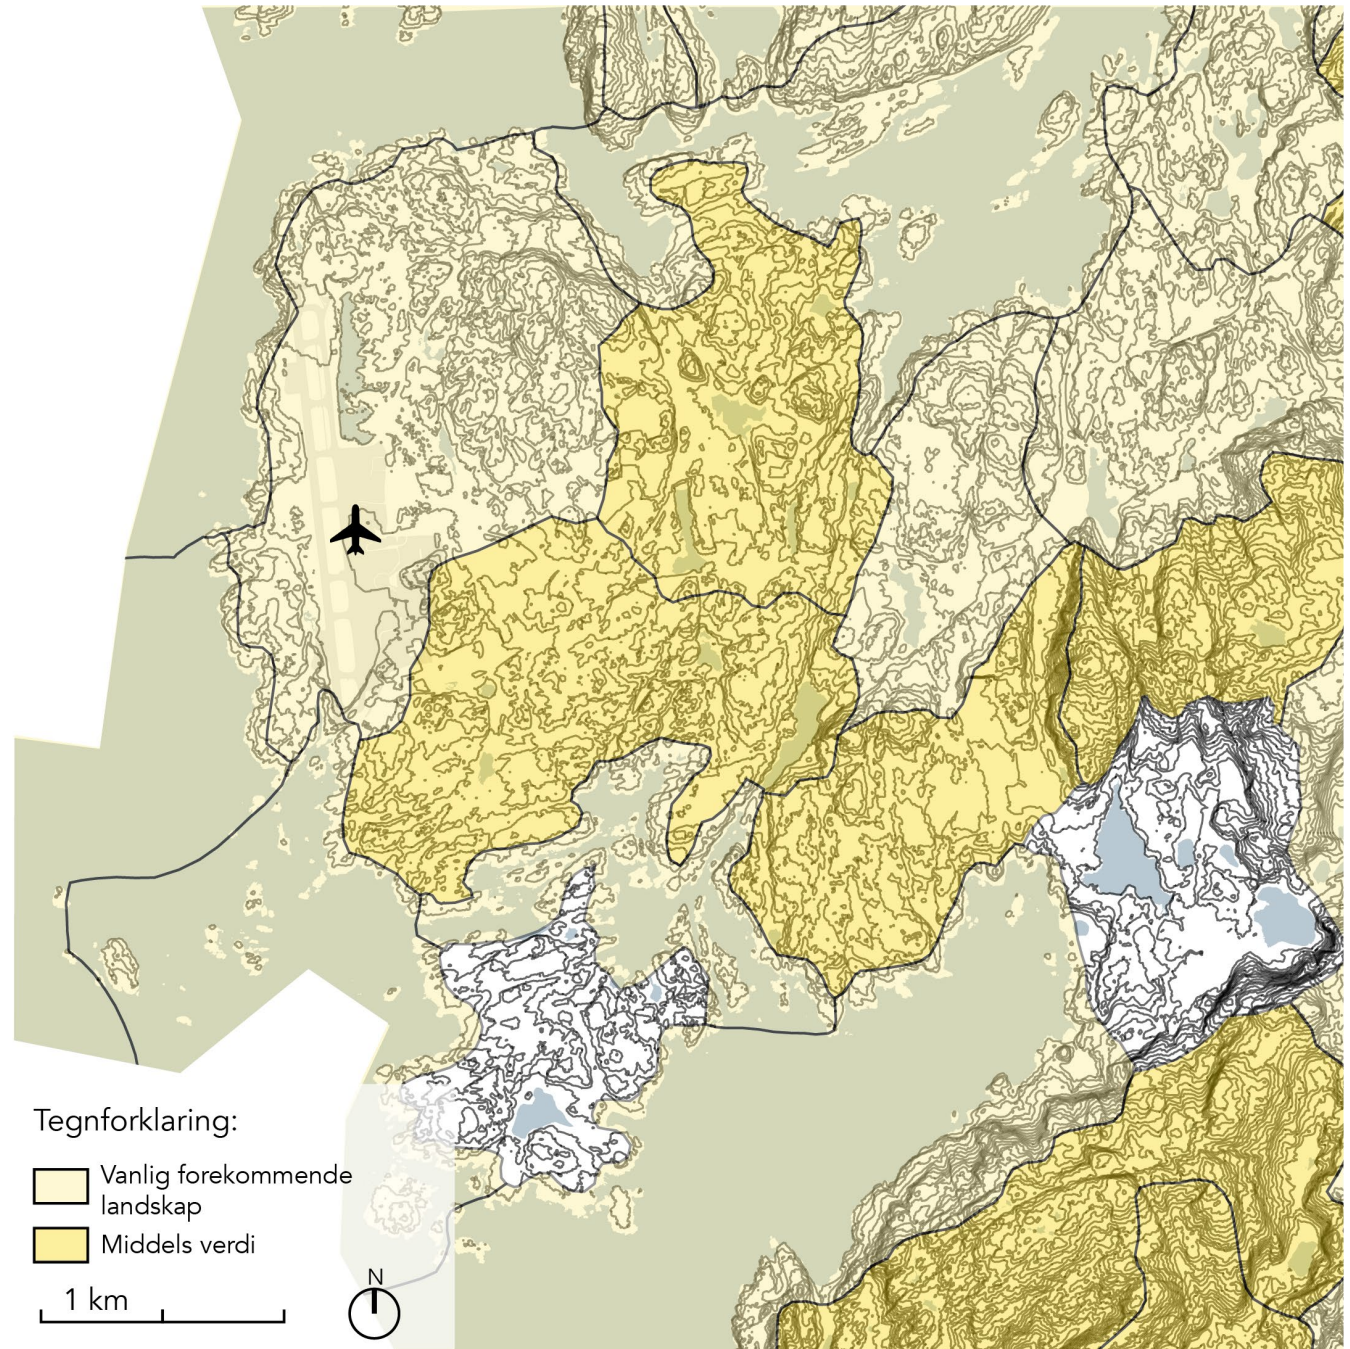 Tegnforklaring:
Vanlig forekommende
landskap
Middels verdi
1 km
N